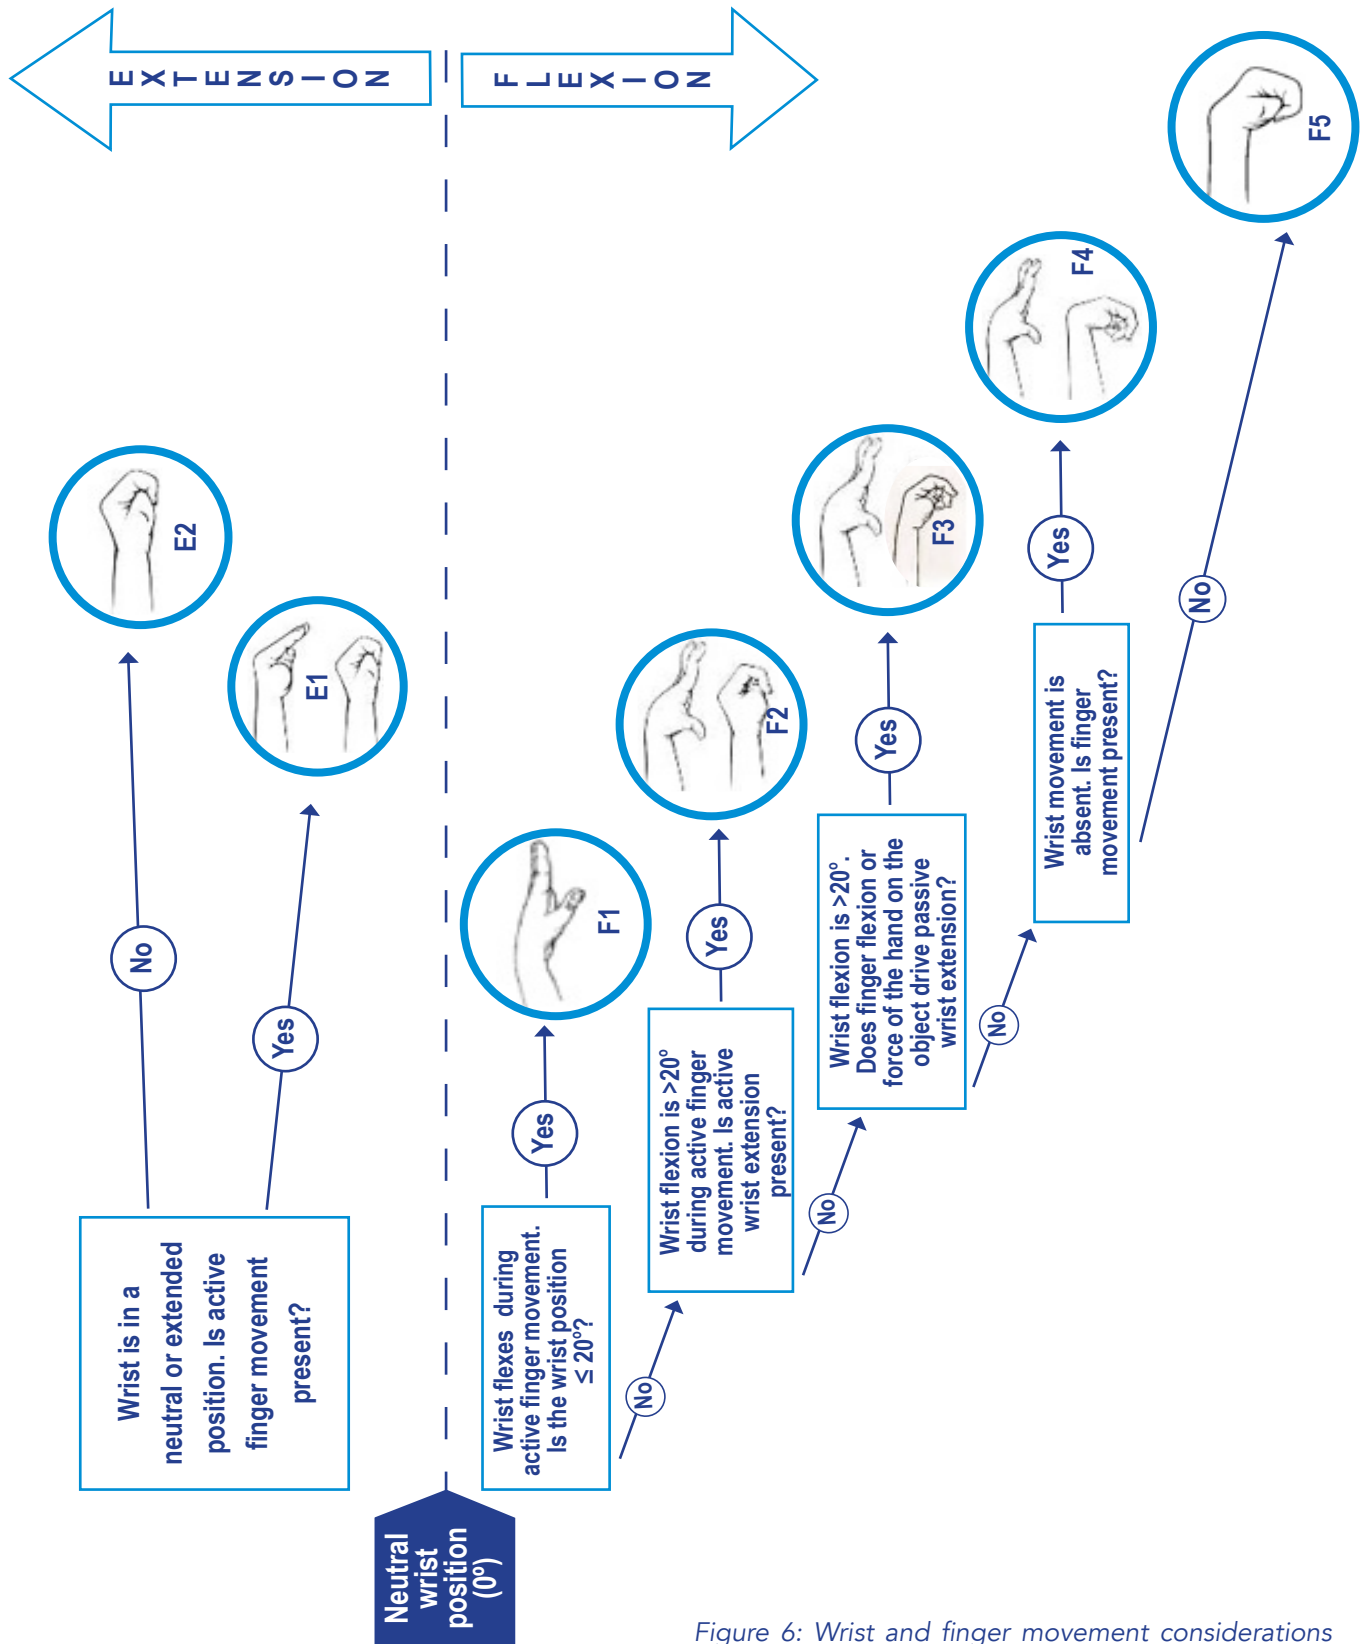 EXTENSION
FLEXION
Wrist is in a
neutral or extended
position. Is active
finger movement
present?
No
E2
Yes
E1
Neutral
wrist
position
(0º)
Wrist flexes during
active finger movement.
Is the wrist position
≤ 20º?
Yes
F1
No
Wrist flexion is >20º
during active finger
movement. Is active
wrist extension
present?
Yes
F2
No
Wrist flexion is >20º.
Does finger flexion or
force of the hand on the
object drive passive
wrist extension?
Yes
F3
No
Wrist movement is
absent. Is finger
movement present?
Yes
F4
No
F5
Figure 6: Wrist and finger movement considerations